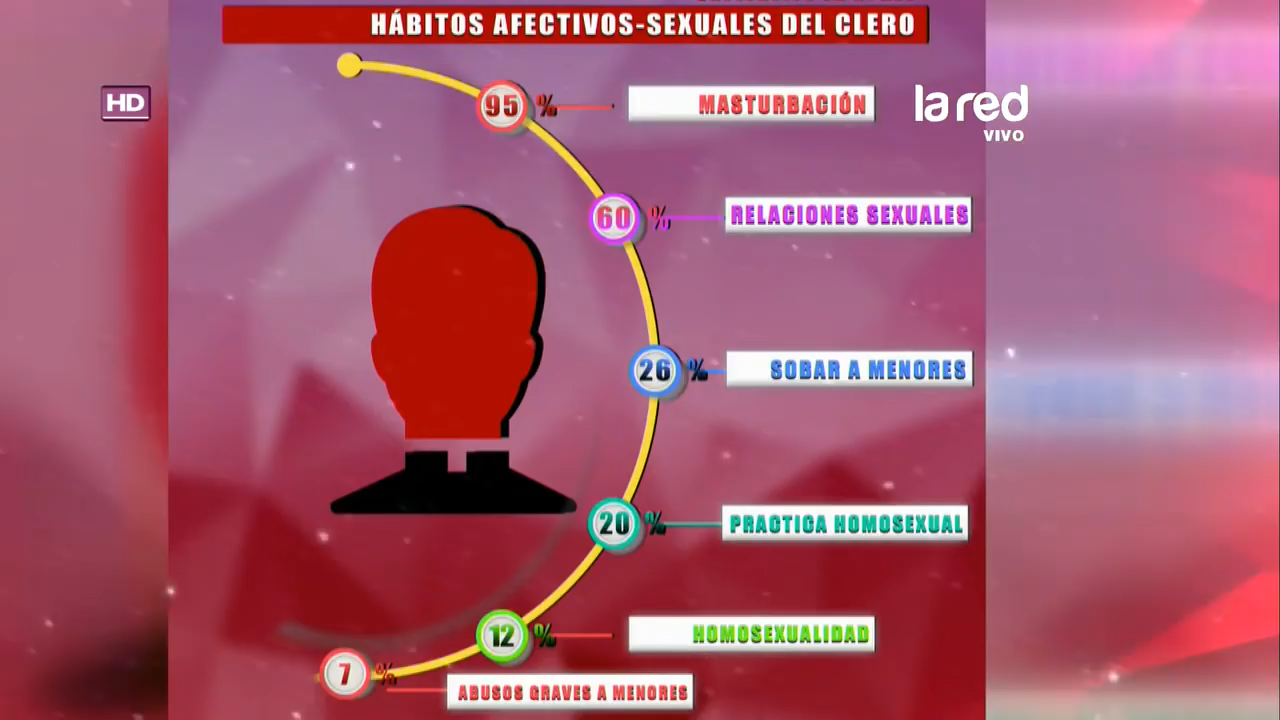 HÁBITOS AFECTIVOS-SEXUALES DEL CLERO
HD
95 % MASTURBACIÓN
la red
VIVO
60 % RELACIONES SEXUALES
26 % SOBAR A MENORES
20 % PRACTICA HOMOSEXUAL
12 % HOMOSEXUALIDAD
7 % ABUSOS GRAVES A MENORES